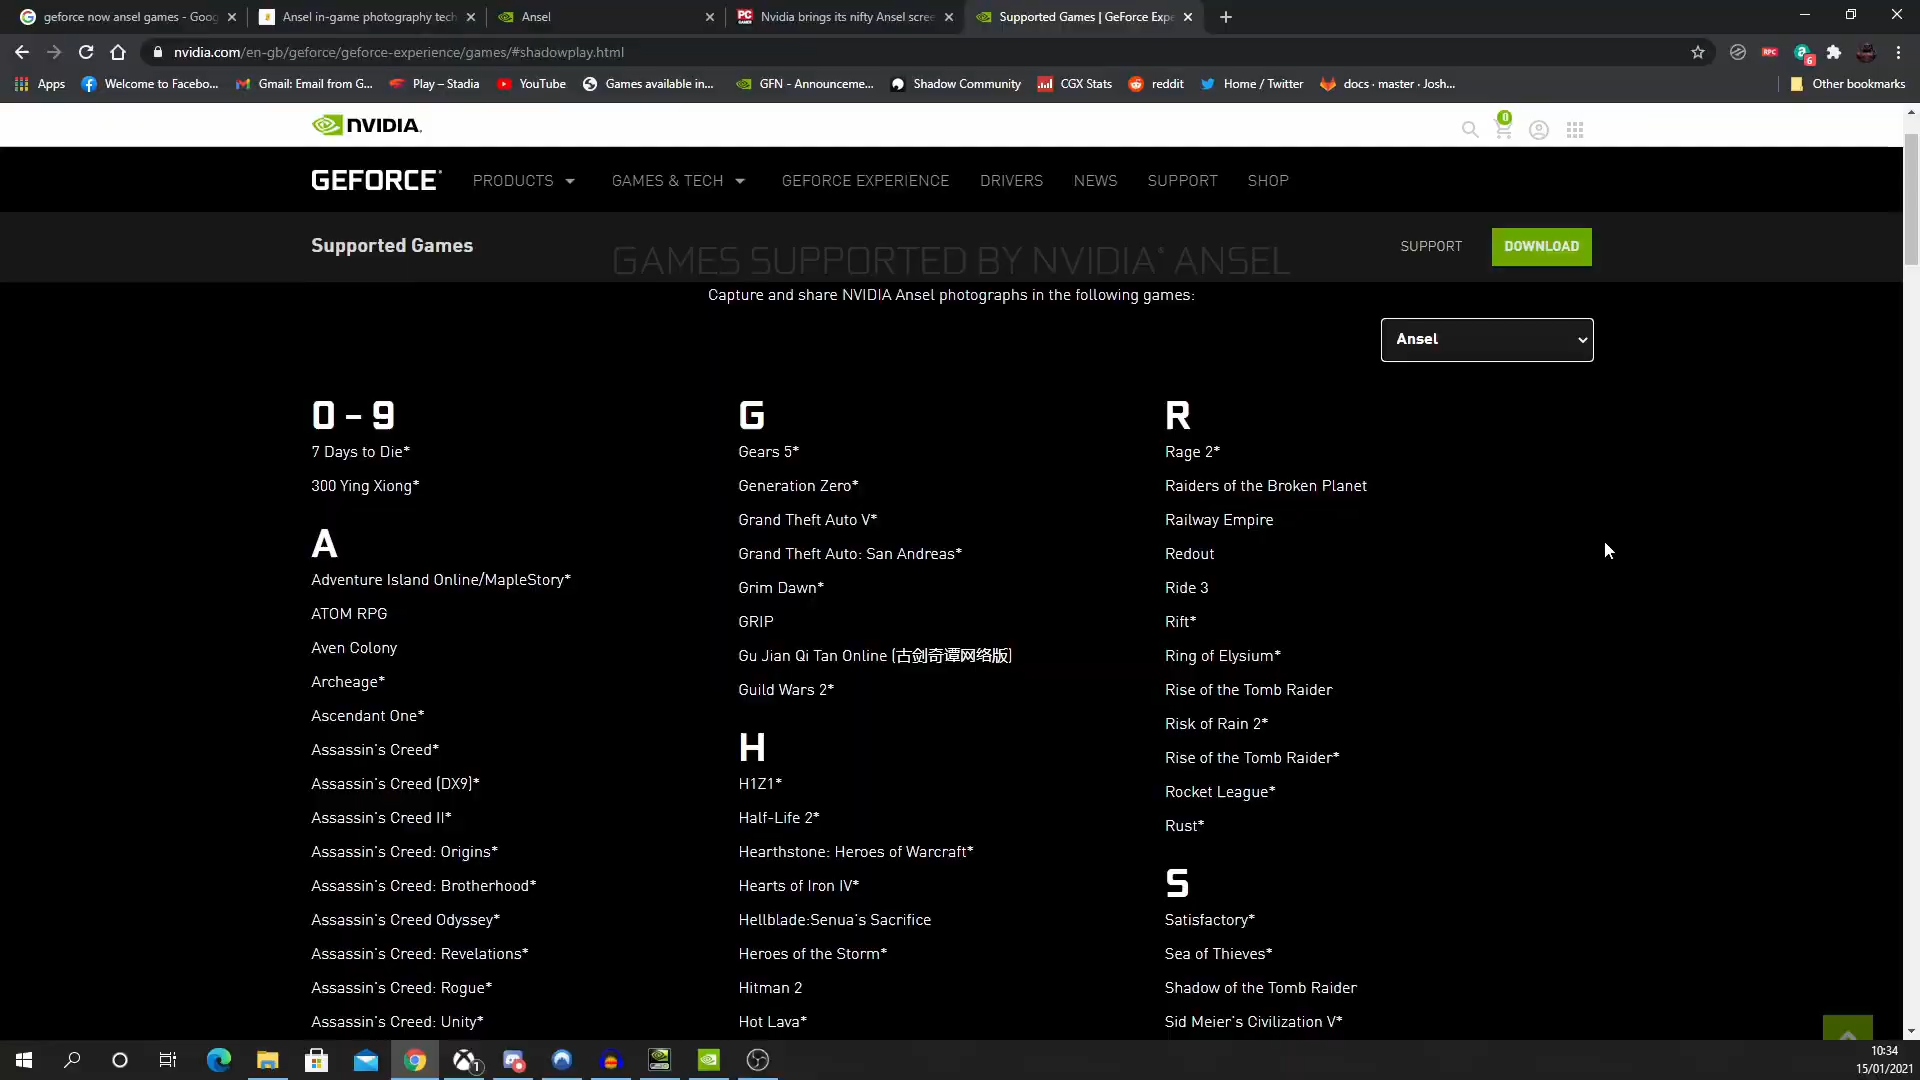 geforce now ansel games - Goog
Ansel in-game photography tech
Ansel
Nvidia brings its nifty Ansel scree
Supported Games | GeForce Expe
nvidia.com/en-gb/geforce/geforce-experience/games/#shadowplay.html
RPC
6
Apps
Welcome to Facebo...
Gmail: Email from G...
Play – Stadia
YouTube
Games available in...
GFN - Announceme...
Shadow Community
CGX Stats
reddit
Home / Twitter
docs · master · Josh...
Other bookmarks
NVIDIA.
0
GEFORCE
PRODUCTS
GAMES & TECH
GEFORCE EXPERIENCE
DRIVERS
NEWS
SUPPORT
SHOP
Supported Games
GAMES SUPPORTED BY NVIDIA® ANSEL
SUPPORT
DOWNLOAD
Capture and share NVIDIA Ansel photographs in the following games:
Ansel
0 – 9
7 Days to Die*
300 Ying Xiong*
A
Adventure Island Online/MapleStory*
ATOM RPG
Aven Colony
Archeage*
Ascendant One*
Assassin's Creed*
Assassin's Creed (DX9)*
Assassin's Creed II*
Assassin's Creed: Origins*
Assassin's Creed: Brotherhood*
Assassin's Creed Odyssey*
Assassin's Creed: Revelations*
Assassin's Creed: Rogue*
Assassin's Creed: Unity*
G
Gears 5*
Generation Zero*
Grand Theft Auto V*
Grand Theft Auto: San Andreas*
Grim Dawn*
GRIP
Gu Jian Qi Tan Online (古剑奇谭网络版)
Guild Wars 2*
H
H1Z1*
Half-Life 2*
Hearthstone: Heroes of Warcraft*
Hearts of Iron IV*
Hellblade:Senua's Sacrifice
Heroes of the Storm*
Hitman 2
Hot Lava*
R
Rage 2*
Raiders of the Broken Planet
Railway Empire
Redout
Ride 3
Rift*
Ring of Elysium*
Rise of the Tomb Raider
Risk of Rain 2*
Rise of the Tomb Raider*
Rocket League*
Rust*
S
Satisfactory*
Sea of Thieves*
Shadow of the Tomb Raider
Sid Meier's Civilization V*
1
10:34
15/01/2021